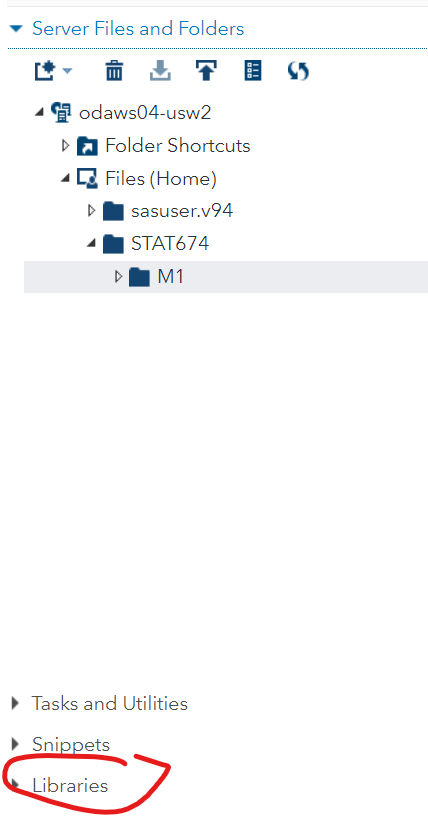 Server Files and Folders
odaws04-usw2
Folder Shortcuts
Files (Home)
sasuser.v94
STAT674
M1
Tasks and Utilities
Snippets
Libraries